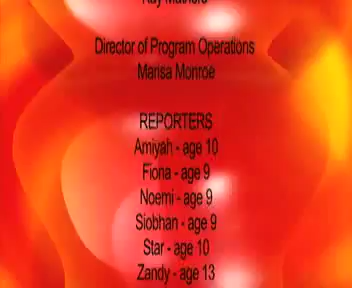 Director of Program Operations
Marisa Monroe
REPORTERS
Amiyah - age 10
Fiona - age 9
Noemi - age 9
Siobhan - age 9
Star - age 10
Zandy - age 13